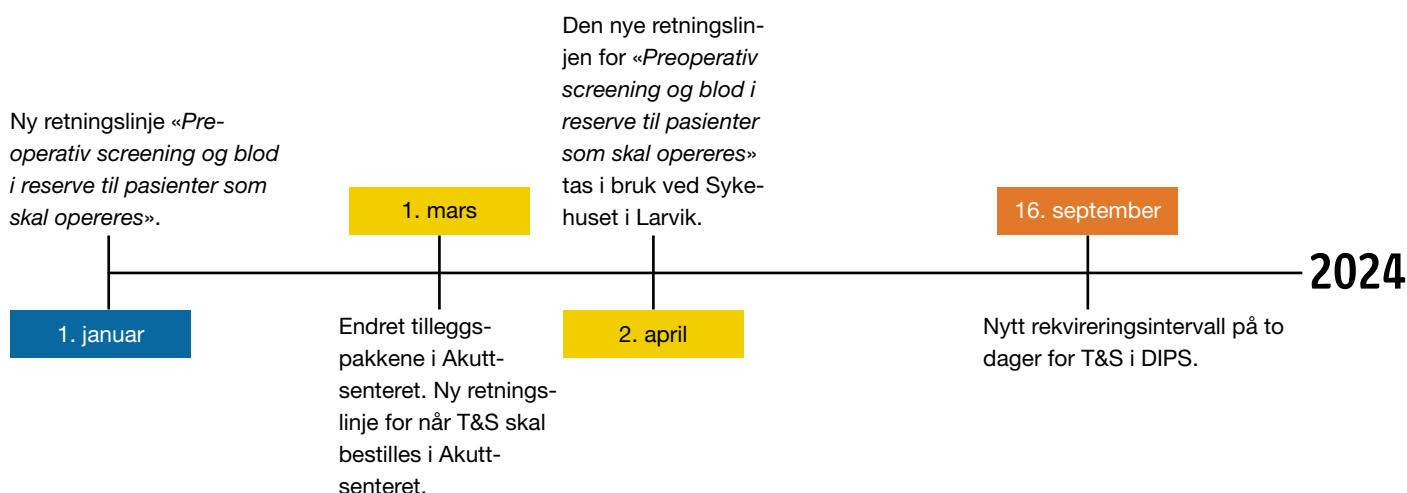 Ny retningslinje «Pre-
operativ screening og blod
i reserve til pasienter som
skal opereres».
1. januar
1. mars
Endret tilleggs-
pakkene i Akutt-
senteret. Ny retnings-
linje for når T&S skal
bestilles i Akutt-
senteret.
Den nye retningslin-
jen for «Preoperativ
screening og blod i
reserve til pasienter
som skal opereres»
tas i bruk ved Syke-
huset i Larvik.
2. april
16. september
Nytt rekvireringsintervall på to
dager for T&S i DIPS.
2024